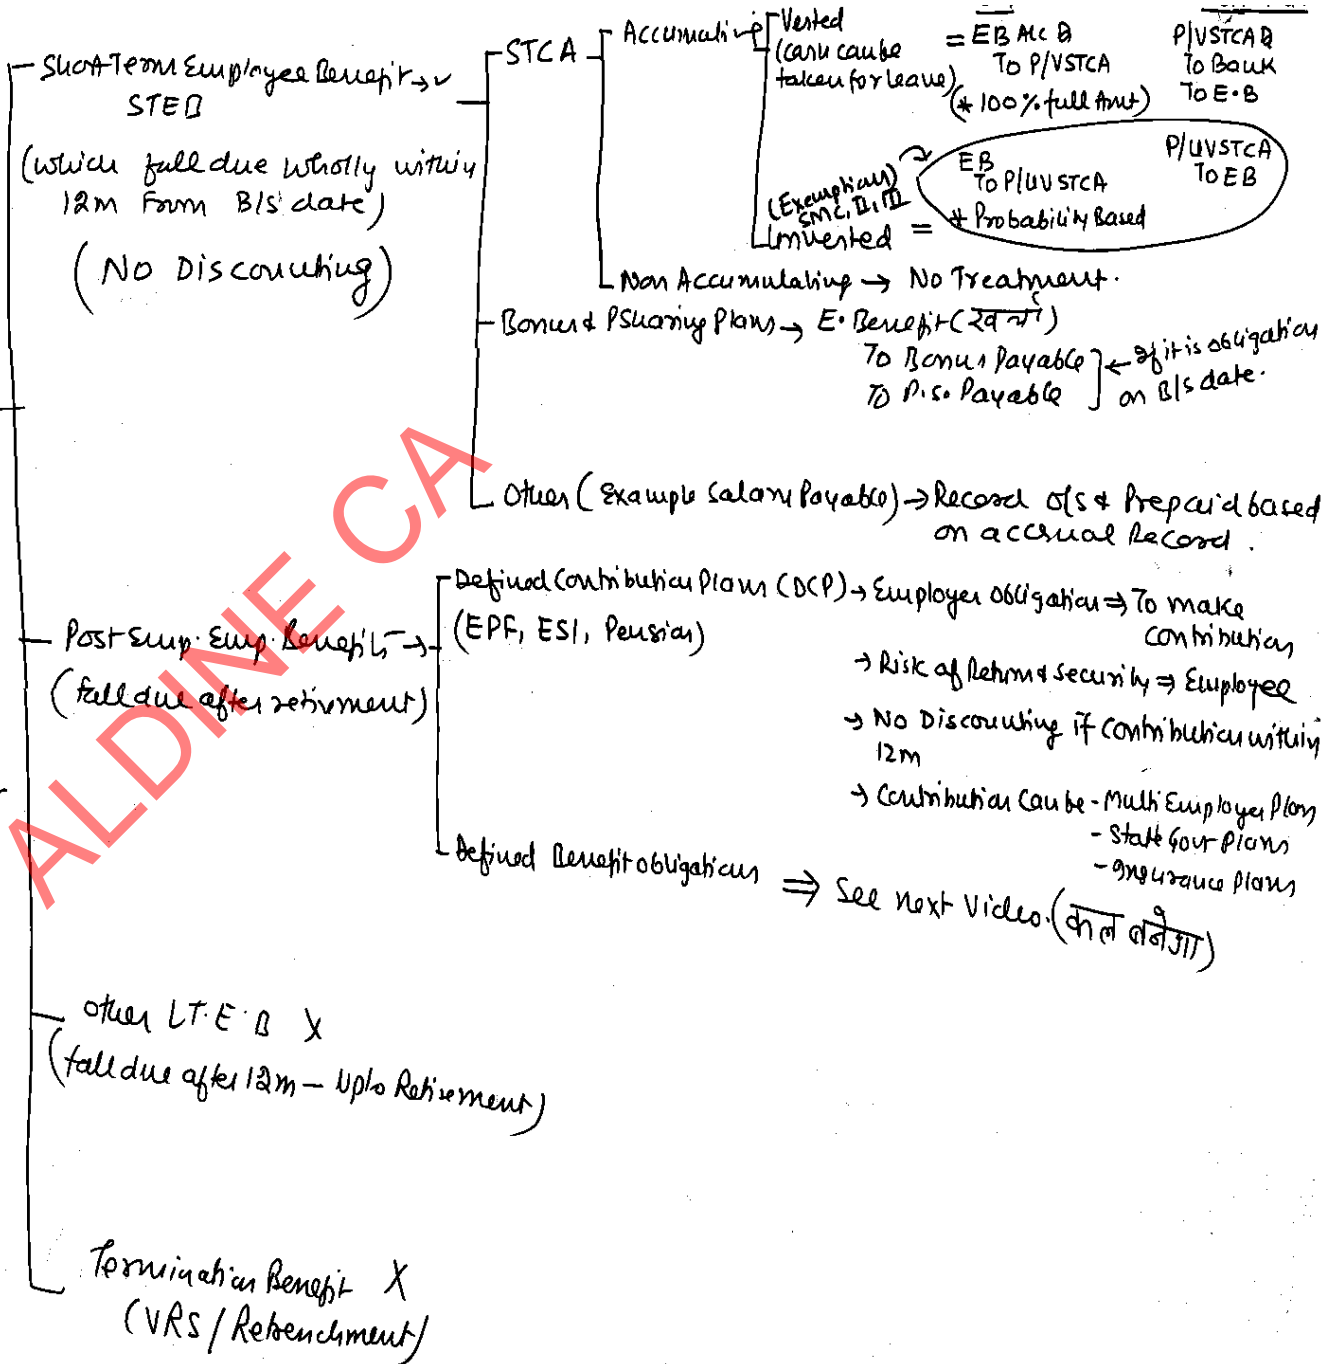 Short Term Employee Benefit →
STEB
(which fall due wholly within
12m from B/S date)
(No Discounting)
STCA
Accumulating
Vested
(cash can be
taken for leave)
= EB A/c D
To P/VSTCA
(* 100% full Amt)
P/VSTCA D
To Bank
To E.B
(Exemption)
SMC, II, III
Unvested =
EB
To P/UVSTCA
* Probability Based
P/UVSTCA
To EB
Non Accumulating → No Treatment.
Bonus & P Sharing Plans → E. Benefit (खर्चा)
To Bonus Payable
To P.S. Payable
← If it is obligation
on B/S date.
Other (Example Salary Payable) → Record O/S & Prepaid based
on accrual Record.
Post Emp. Emp. Benefits →
(fall due after retirement)
Defined Contribution Plans (DCP) → Employer obligation ⇒ To make
contribution
(EPF, ESI, Pension)
→ Risk of Return & security ⇒ Employee
→ No Discounting if contribution within
12m
→ Contribution can be - Multi Employer Plans
- State Govt Plans
- Insurance Plans
Defined Benefit obligations ⇒ See next Video. (कल बनेगा)
other LT.E.B X
(fall due after 12m – Upto Retirement)
Termination Benefit X
(VRS / Retrenchment)
ALDINE CA